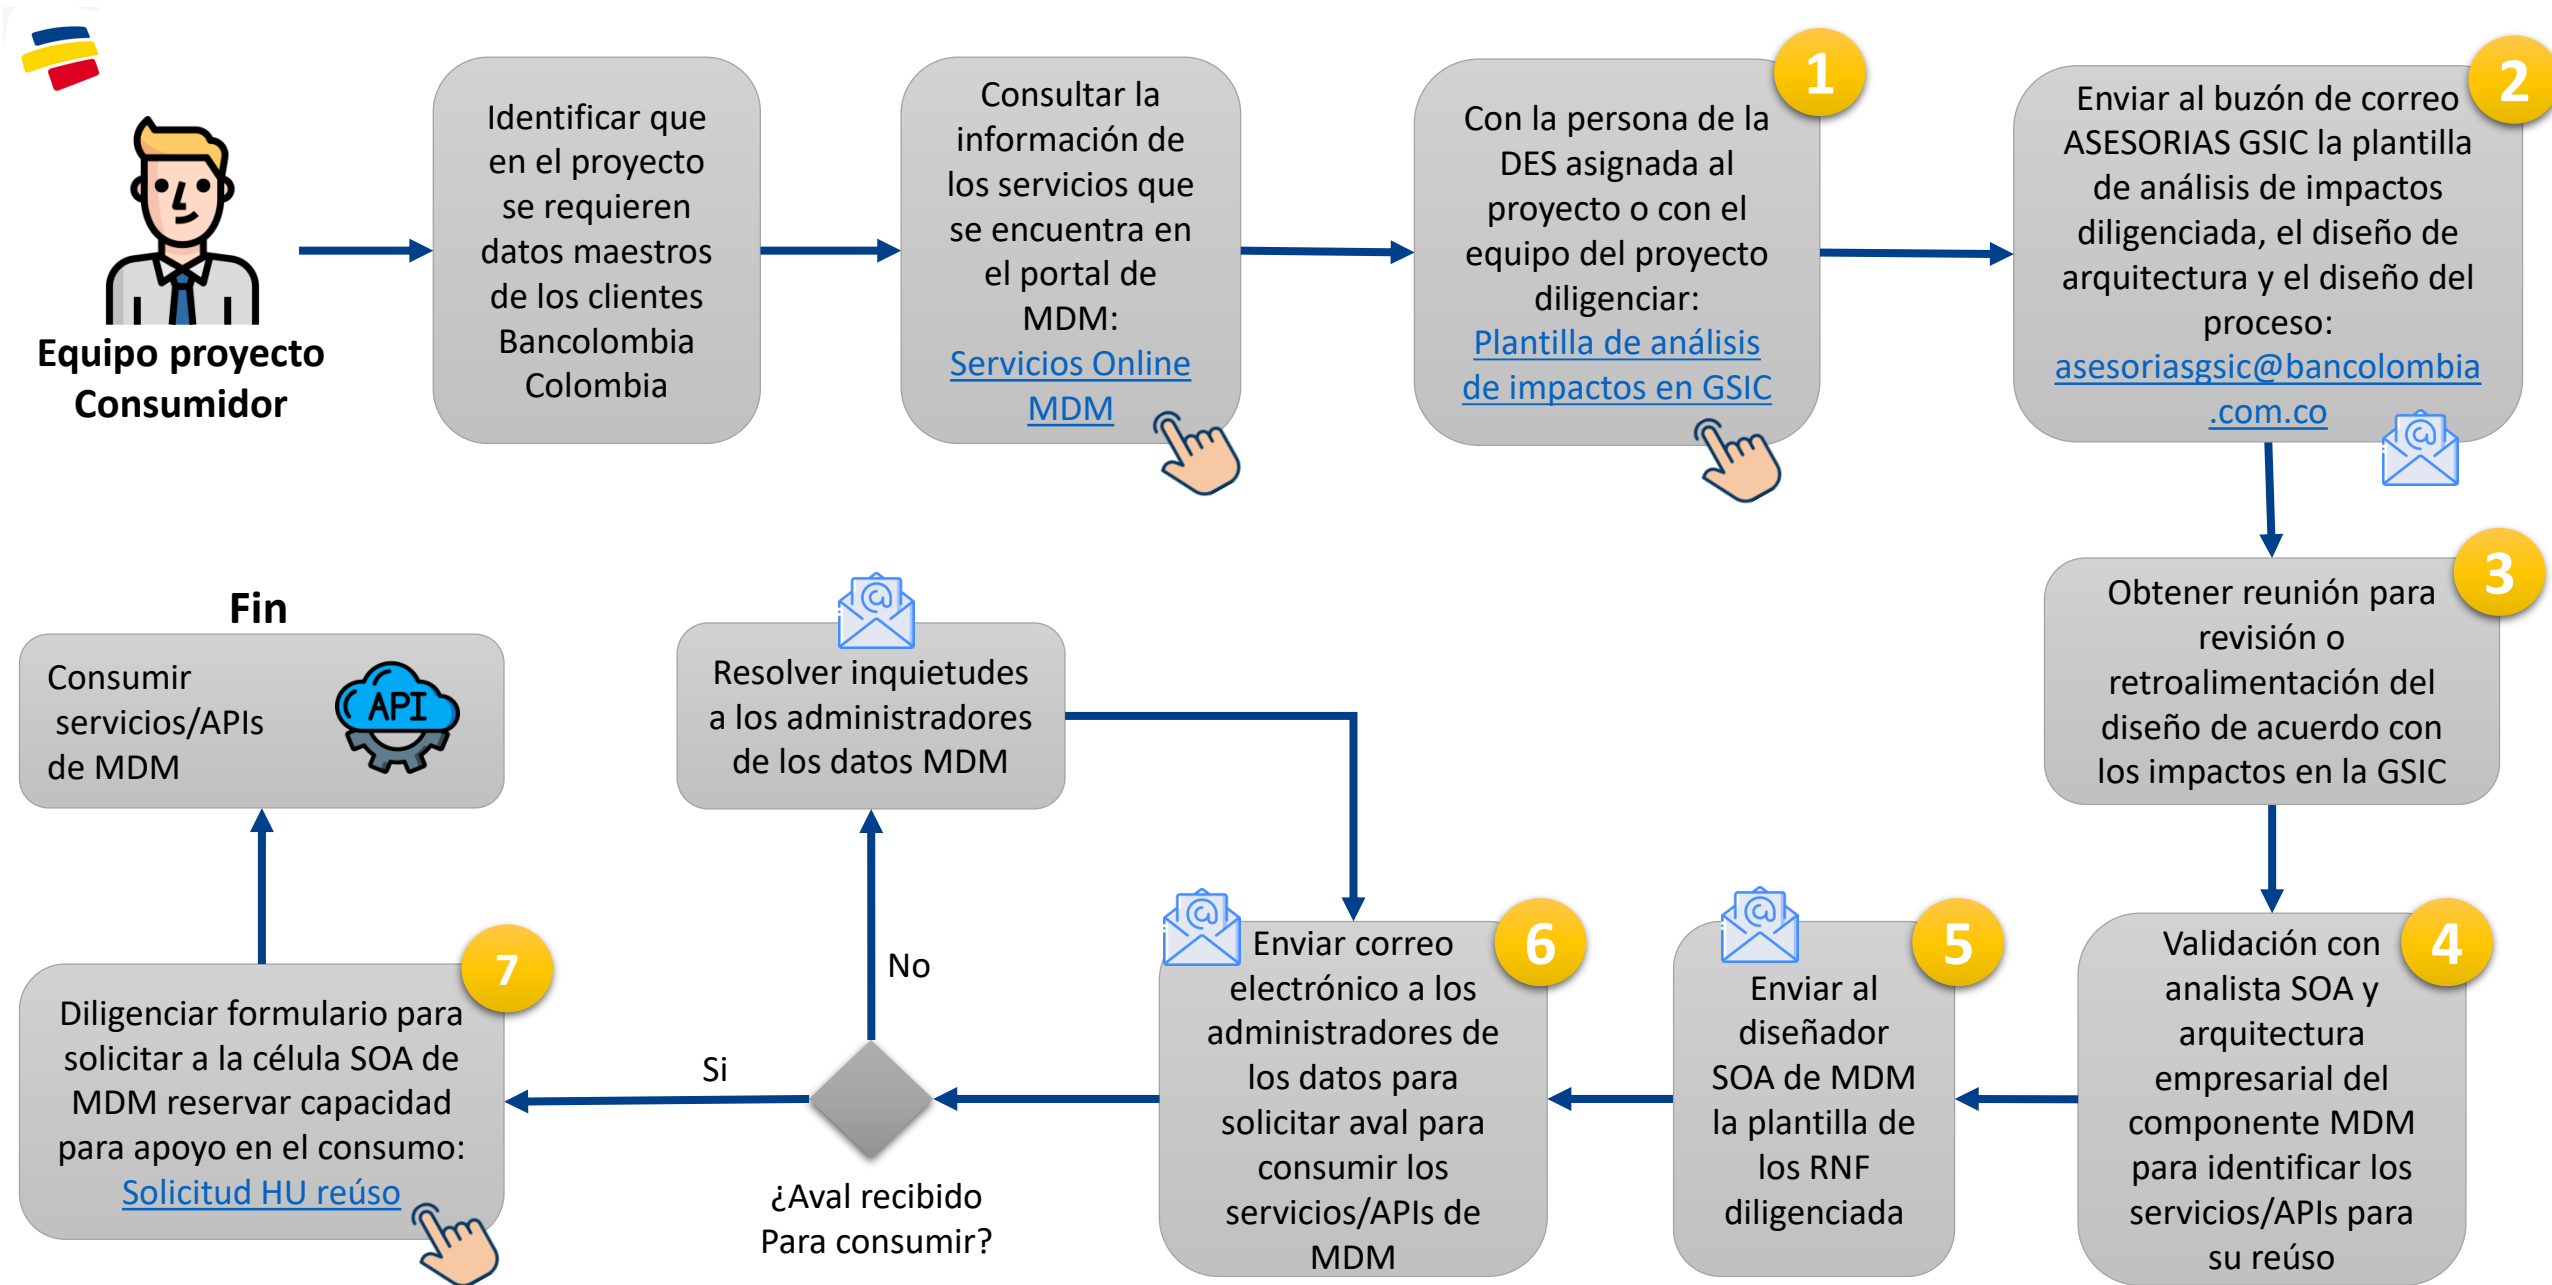 Equipo proyecto
Consumidor
Identificar que
en el proyecto
se requieren
datos maestros
de los clientes
Bancolombia
Colombia
Consultar la
información de
los servicios que
se encuentra en
el portal de
MDM:
Servicios Online
MDM
1
Con la persona de la
DES asignada al
proyecto o con el
equipo del proyecto
diligenciar:
Plantilla de análisis
de impactos en GSIC
2
Enviar al buzón de correo
ASESORIAS GSIC la plantilla
de análisis de impactos
diligenciada, el diseño de
arquitectura y el diseño del
proceso:
asesoriasgsic@bancolombia
.com.co
3
Obtener reunión para
revisión o
retroalimentación del
diseño de acuerdo con
los impactos en la GSIC
4
Validación con
analista SOA y
arquitectura
empresarial del
componente MDM
para identificar los
servicios/APIs para
su reúso
5
Enviar al
diseñador
SOA de MDM
la plantilla de
los RNF
diligenciada
6
Enviar correo
electrónico a los
administradores de
los datos para
solicitar aval para
consumir los
servicios/APIs de
MDM
¿Aval recibido
Para consumir?
No
Resolver inquietudes
a los administradores
de los datos MDM
Si
7
Diligenciar formulario para
solicitar a la célula SOA de
MDM reservar capacidad
para apoyo en el consumo:
Solicitud HU reúso
Fin
Consumir
servicios/APIs
de MDM
API